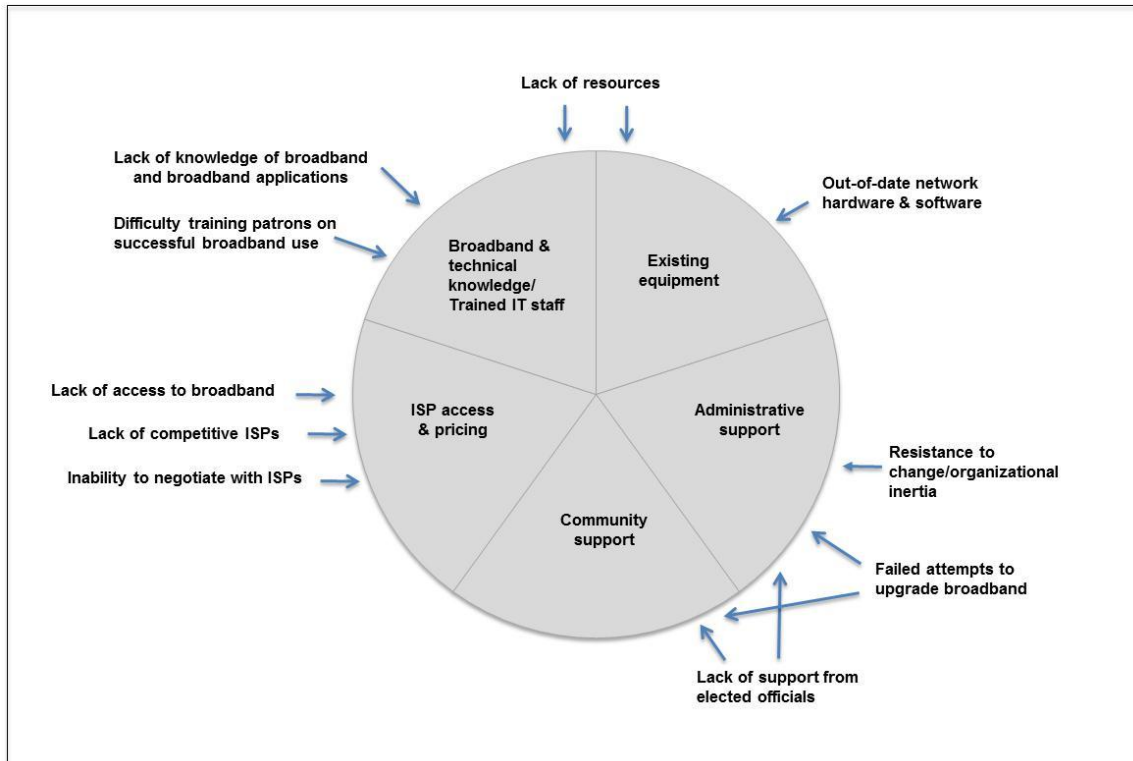 Lack of resources
Lack of knowledge of broadband
and broadband applications
Out-of-date network
hardware & software
Difficulty training patrons on
successful broadband use
Broadband &
technical
knowledge/
Trained IT staff
Existing
equipment
Lack of access to broadband
Lack of competitive ISPs
Inability to negotiate with ISPs
ISP access
& pricing
Administrative
support
Resistance to
change/organizational
inertia
Community
support
Failed attempts to
upgrade broadband
Lack of support from
elected officials